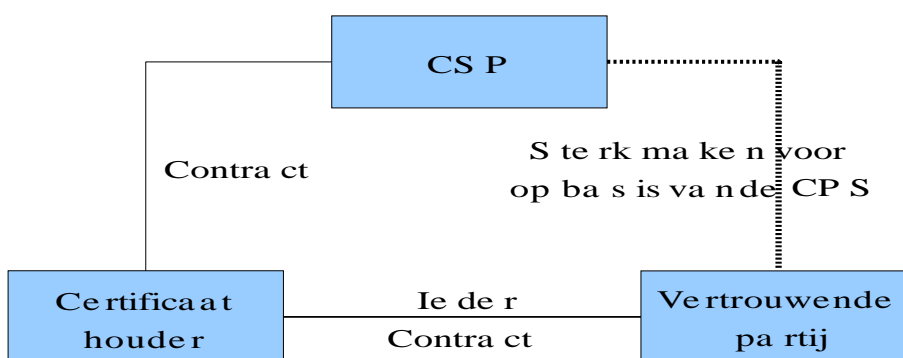 CSP
Contract
Sterk maken voor
op basis van de CPS
Certificaat
houder
Ieder
Contract
Vertrouwende
partij